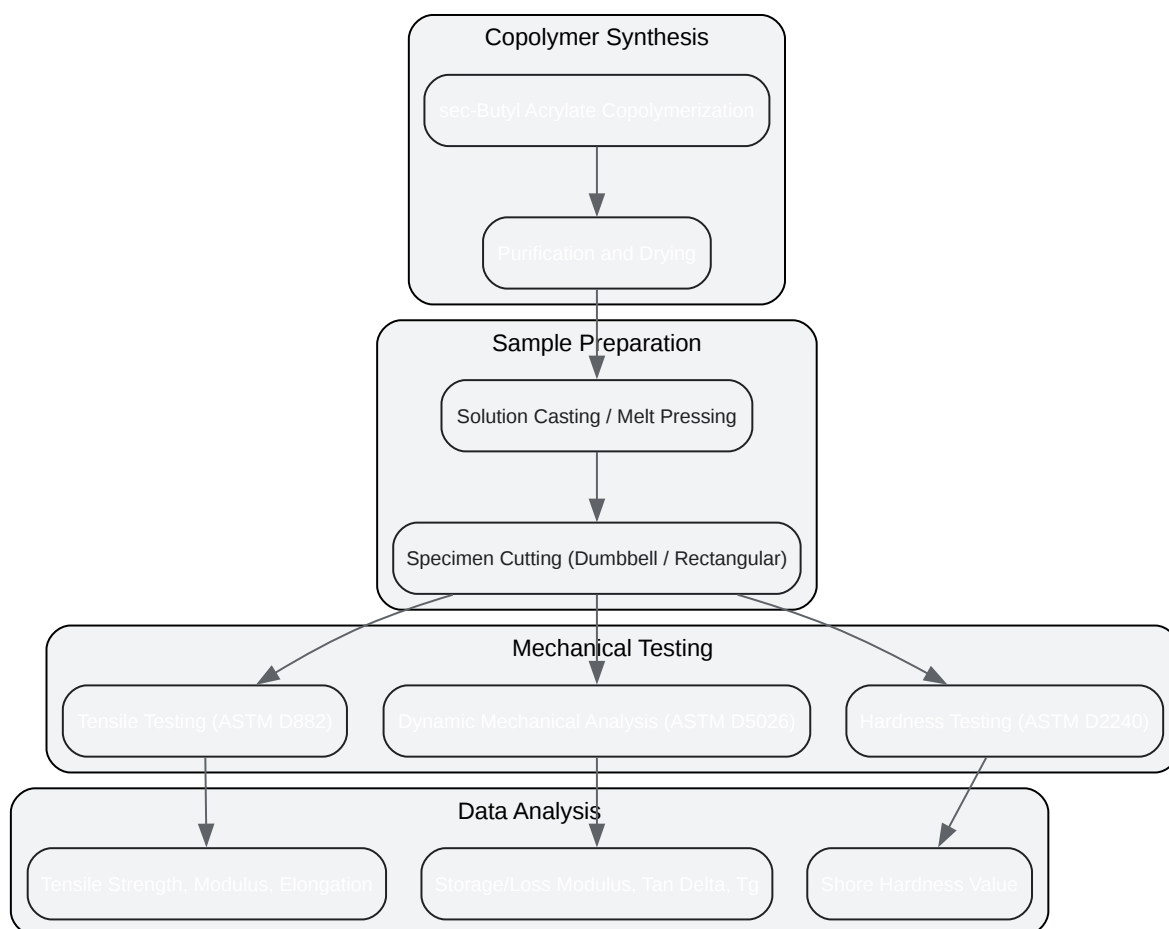 Copolymer Synthesis
sec-Butyl Acrylate Copolymerization
Purification and Drying
Sample Preparation
Solution Casting / Melt Pressing
Specimen Cutting (Dumbbell / Rectangular)
Mechanical Testing
Tensile Testing (ASTM D882)
Dynamic Mechanical Analysis (ASTM D5026)
Hardness Testing (ASTM D2240)
Data Analysis
Tensile Strength, Modulus, Elongation
Storage/Loss Modulus, Tan Delta, Tg
Shore Hardness Value